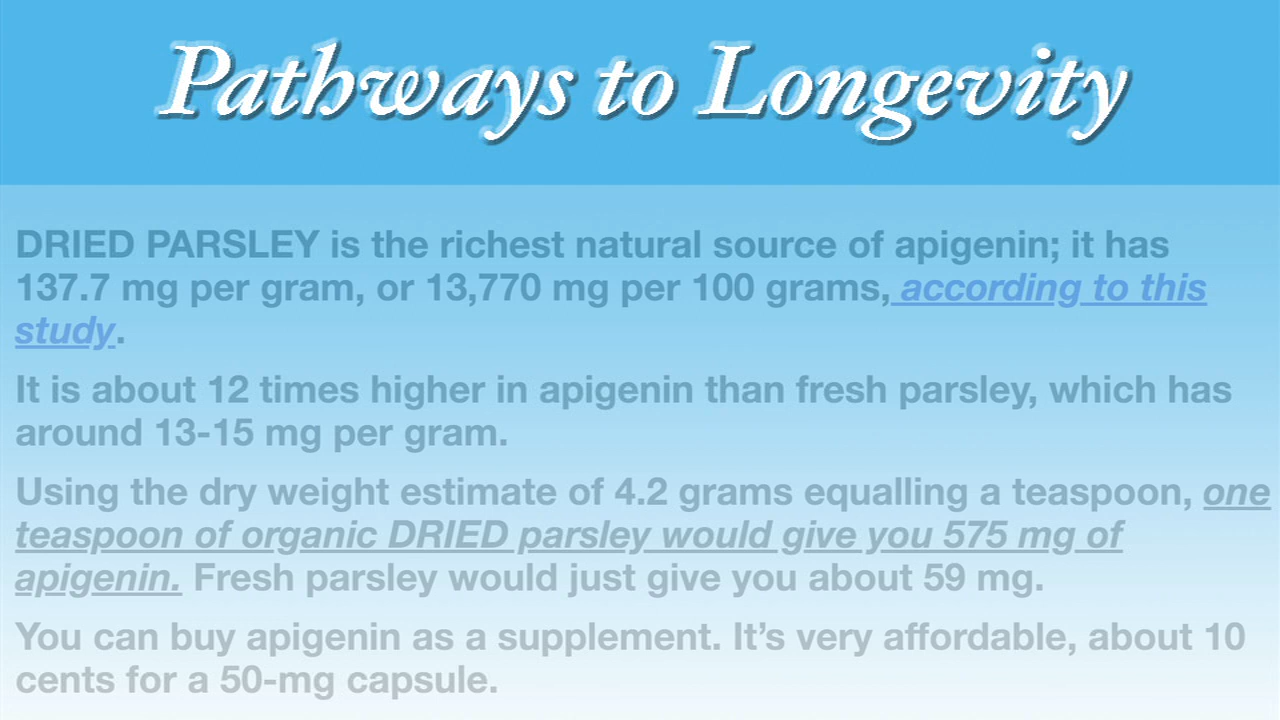 Pathways to Longevity
DRIED PARSLEY is the richest natural source of apigenin; it has
137.7 mg per gram, or 13,770 mg per 100 grams, according to this
study.
It is about 12 times higher in apigenin than fresh parsley, which has
around 13-15 mg per gram.
Using the dry weight estimate of 4.2 grams equalling a teaspoon, one
teaspoon of organic DRIED parsley would give you 575 mg of
apigenin. Fresh parsley would just give you about 59 mg.
You can buy apigenin as a supplement. It’s very affordable, about 10
cents for a 50-mg capsule.